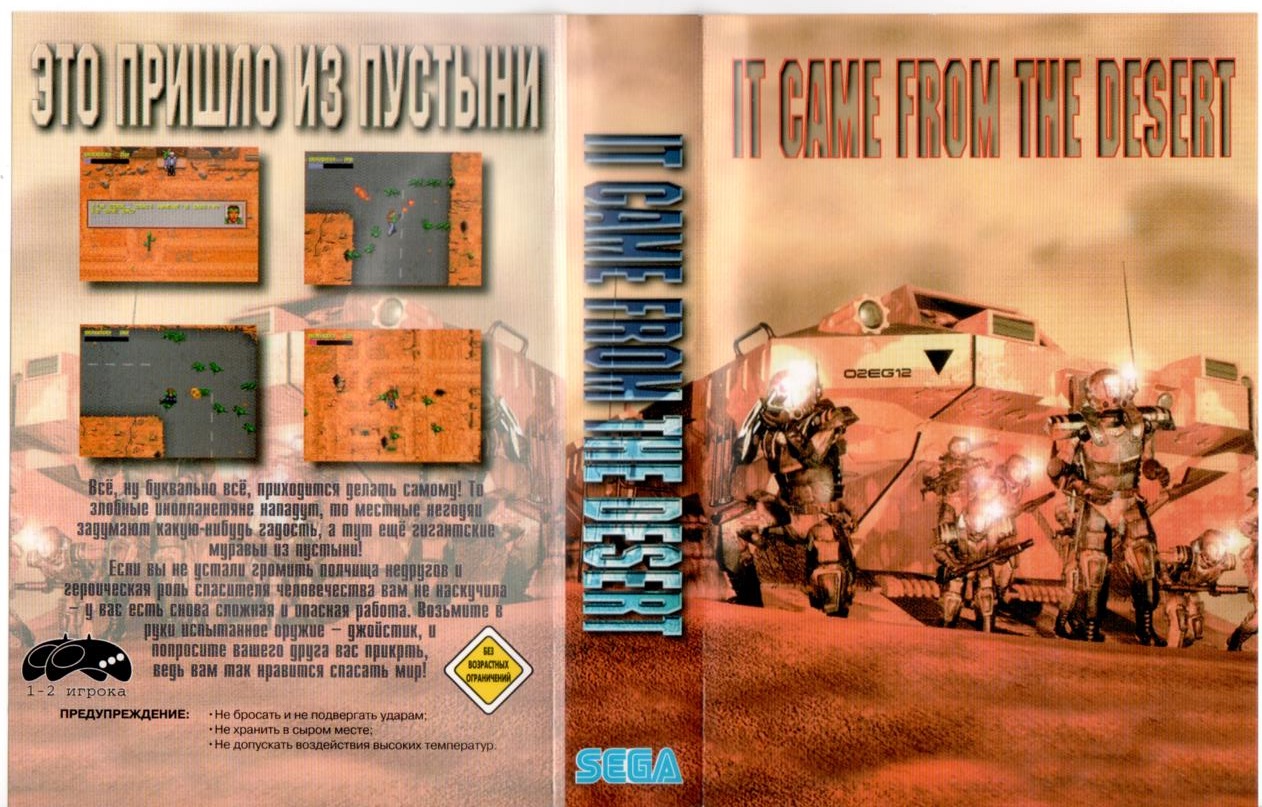 ЭТО ПРИШЛО ИЗ ПУСТЫНИ
Всё, ну буквально всё, приходится делать самому! То
злобные инопланетяне нападут, то местные негодяи
задумают какую-нибудь гадость, а тут ещё гигантские
муравьи из пустыни!
Если вы не устали громить полчища недругов и
героическая роль спасителя человечества вам не наскучила
– у вас есть снова сложная и опасная работа. Возьмите в
руки испытанное оружие – джойстик, и
попросите вашего друга вас прикрть,
ведь вам так нравится спасать мир!
1-2 игрока
БЕЗ
ВОЗРАСТНЫХ
ОГРАНИЧЕНИЙ
ПРЕДУПРЕЖДЕНИЕ: • Не бросать и не подвергать ударам;
• Не хранить в сыром месте;
• Не допускать воздействия высоких температур.
IT CAME FROM THE DESERT
SEGA
IT CAME FROM THE DESERT
02EG12